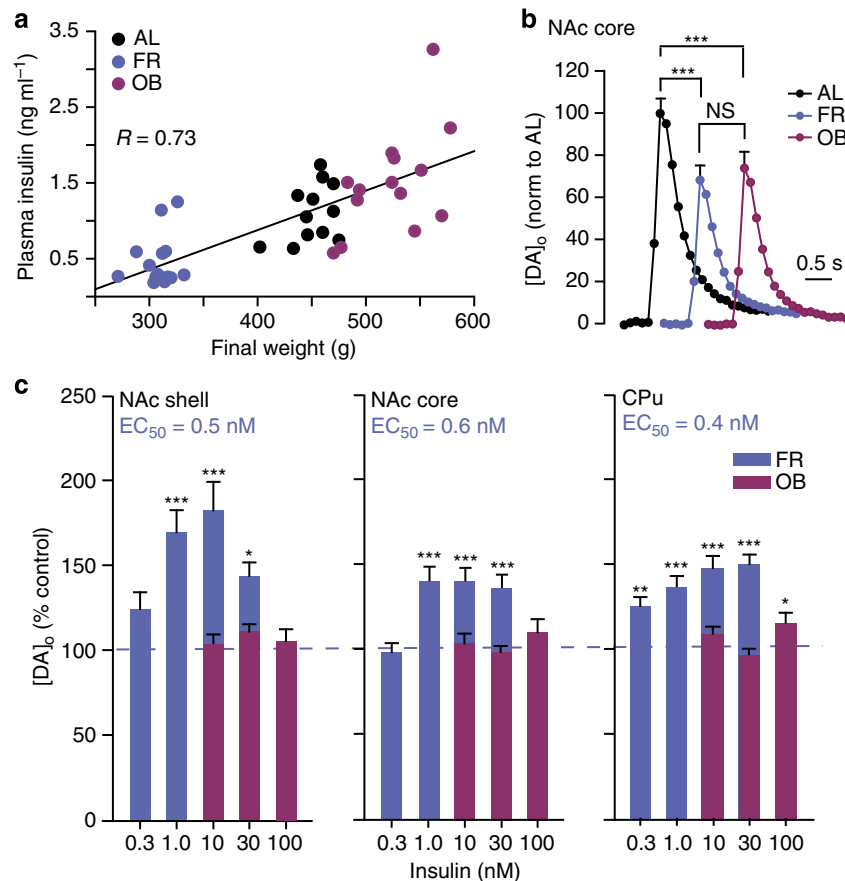 a
3.5
2.5
1.5
0.5
Plasma insulin (ng ml⁻¹)
AL
FR
OB
R = 0.73
300
400
500
600
Final weight (g)
b NAc core
120
100
80
60
40
20
0
[DA]ₒ (norm to AL)
***
***
NS
AL
FR
OB
0.5 s
c
250
200
150
100
50
0
[DA]ₒ (% control)
NAc shell
EC₅₀ = 0.5 nM
***
***
*
0.3 1.0 10 30 100
NAc core
EC₅₀ = 0.6 nM
***
***
***
0.3 1.0 10 30 100
CPu
EC₅₀ = 0.4 nM
FR
OB
**
***
***
***
*
0.3 1.0 10 30 100
Insulin (nM)